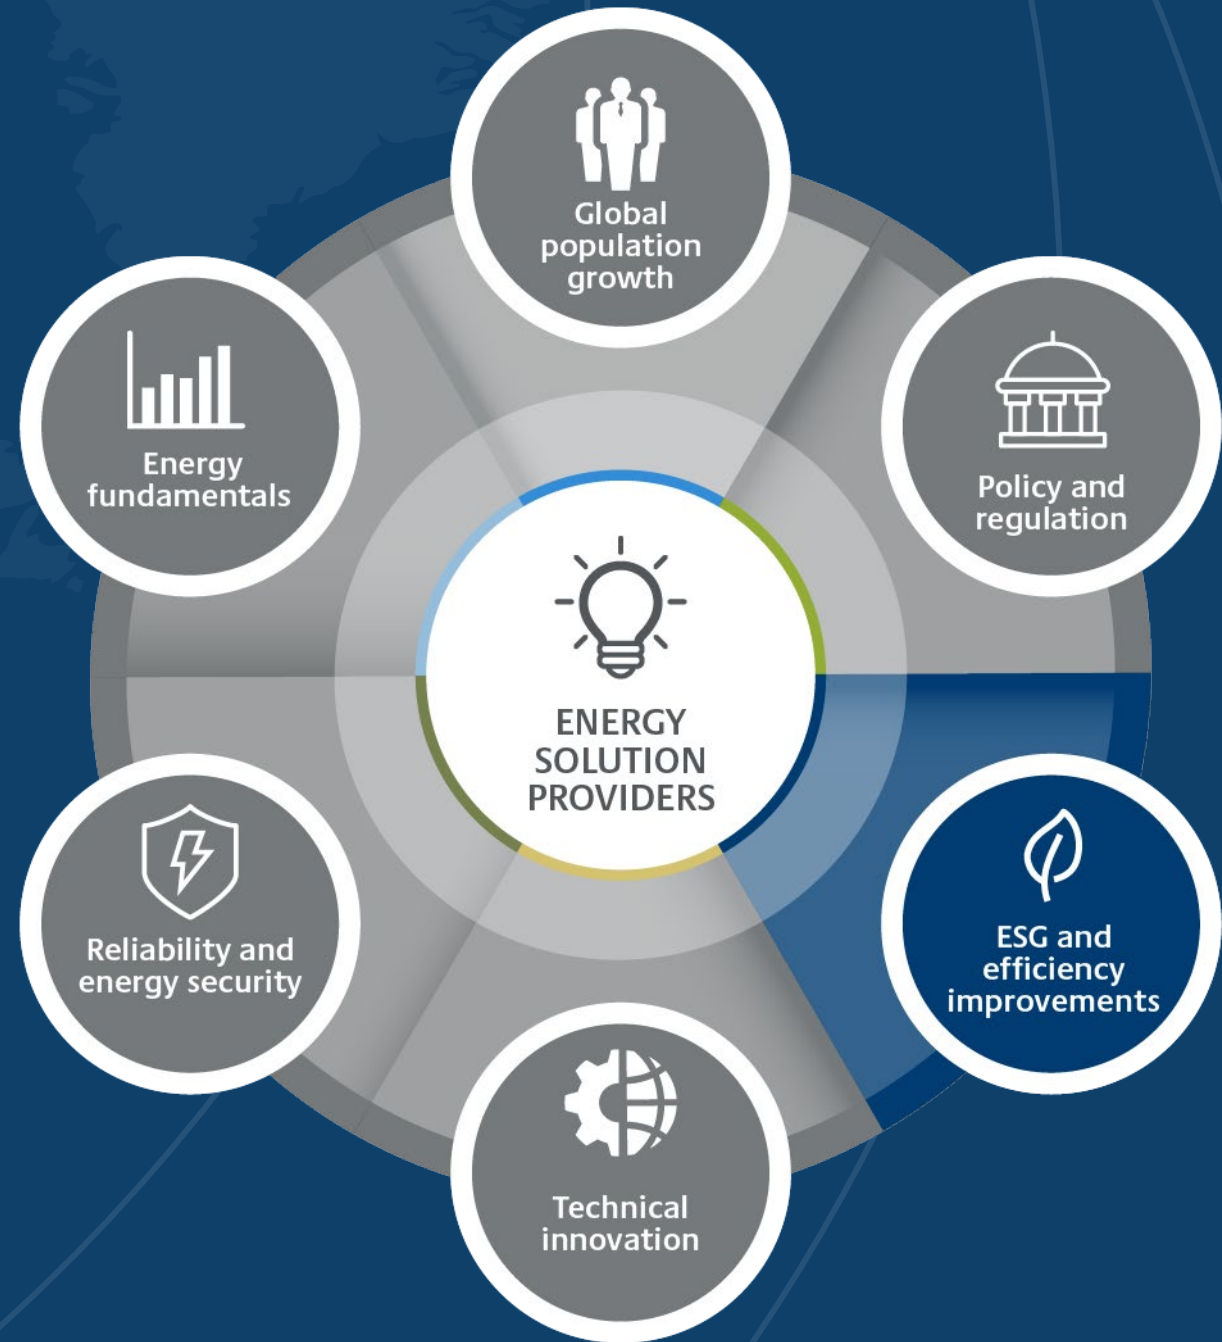 Global
population
growth
Policy and
regulation
ESG and
efficiency
improvements
Technical
innovation
Reliability and
energy security
Energy
fundamentals
ENERGY
SOLUTION
PROVIDERS